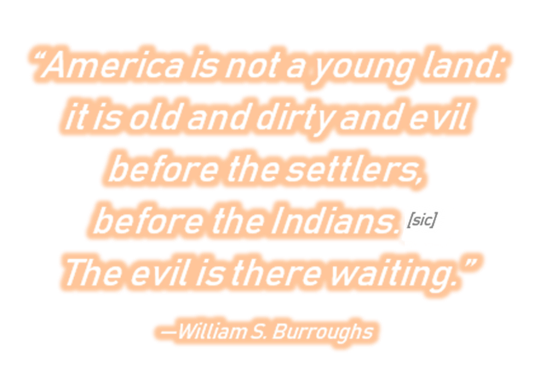 “America is not a young land:
it is old and dirty and evil
before the settlers,
before the Indians. [sic]
The evil is there waiting.”
—William S. Burroughs